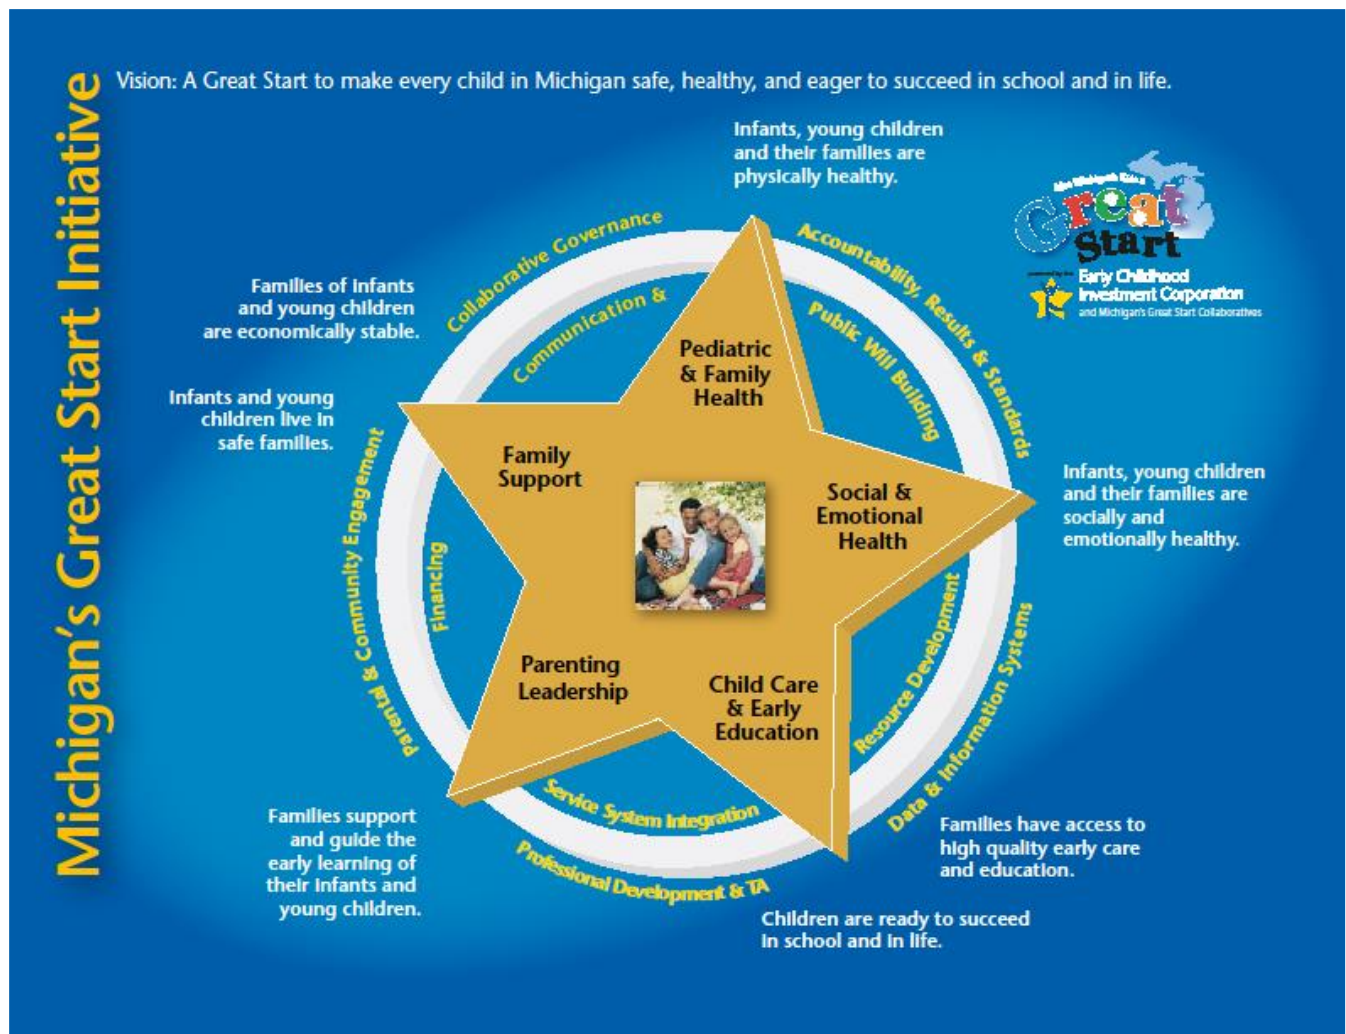 Michigan's Great Start Initiative
Vision: A Great Start to make every child in Michigan safe, healthy, and eager to succeed in school and in life.
Infants, young children
and their families are
physically healthy.
Great
Start
Early Childhood
Investment Corporation
and Michigan's Great Start Collaboratives
Families of infants
and young children
are economically stable.
Infants and young
children live in
safe families.
Collaborative Governance
Accountability, Results & Standards
Communication &
Public Will Building
Pediatric
& Family
Health
Family
Support
Social &
Emotional
Health
Infants, young children
and their families are
socially and
emotionally healthy.
Parental & Community Engagement
Financing
Resource Development
Data & Information Systems
Parenting
Leadership
Child Care
& Early
Education
Service System Integration
Professional Development & TA
Families support
and guide the
early learning of
their infants and
young children.
Families have access to
high quality early care
and education.
Children are ready to succeed
in school and in life.